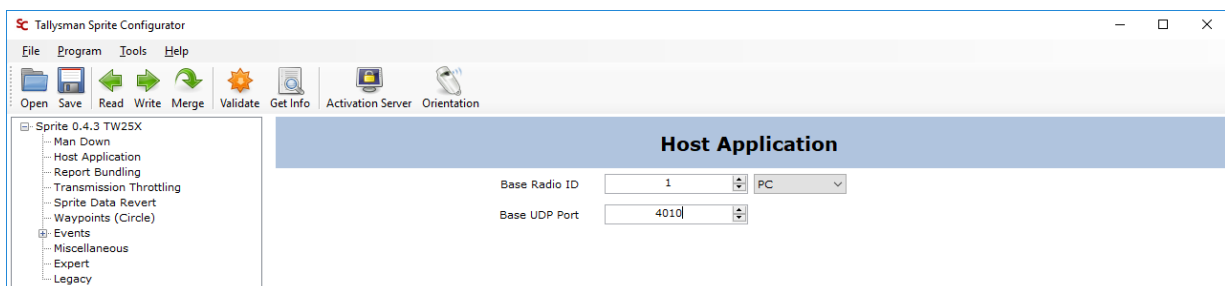 SC Tallysman Sprite Configurator
File Program Tools Help
Open Save Read Write Merge Validate Get Info Activation Server Orientation
Sprite 0.4.3 TW25X
Man Down
Host Application
Report Bundling
Transmission Throttling
Sprite Data Revert
Waypoints (Circle)
Events
Miscellaneous
Expert
Legacy
Host Application
Base Radio ID 1 PC
Base UDP Port 4010